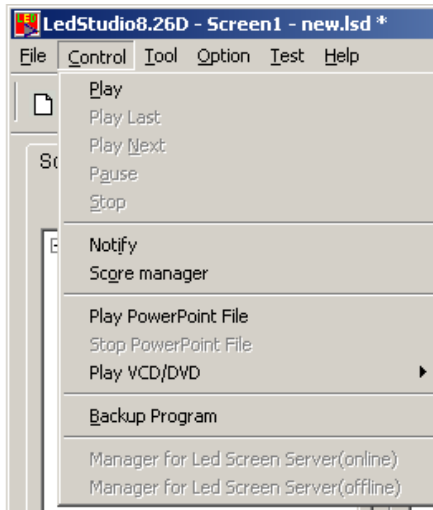 LedStudio8.26D - Screen1 - new.lsd *
File Control Tool Option Test Help
Play
Play Last
Play Next
Pause
Stop
Notify
Score manager
Play PowerPoint File
Stop PowerPoint File
Play VCD/DVD
Backup Program
Manager for Led Screen Server(online)
Manager for Led Screen Server(offline)